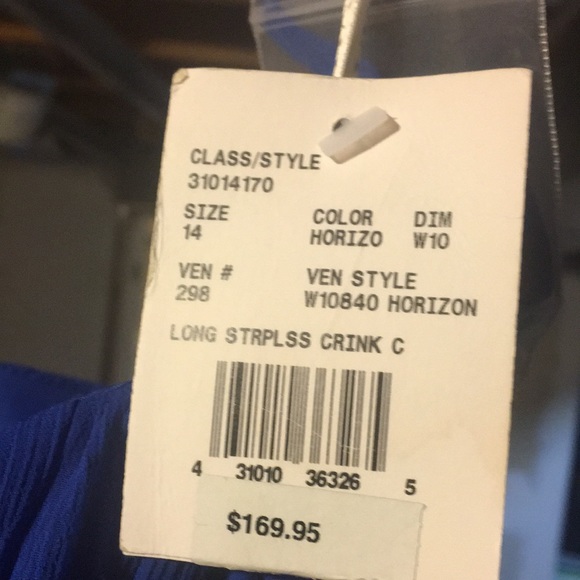 CLASS/STYLE
31014170
SIZE COLOR DIM
14 HORIZO W10
VEN # VEN STYLE
298 W10840 HORIZON
LONG STRPLSS CRINK C
4 31010 36326 5
$169.95